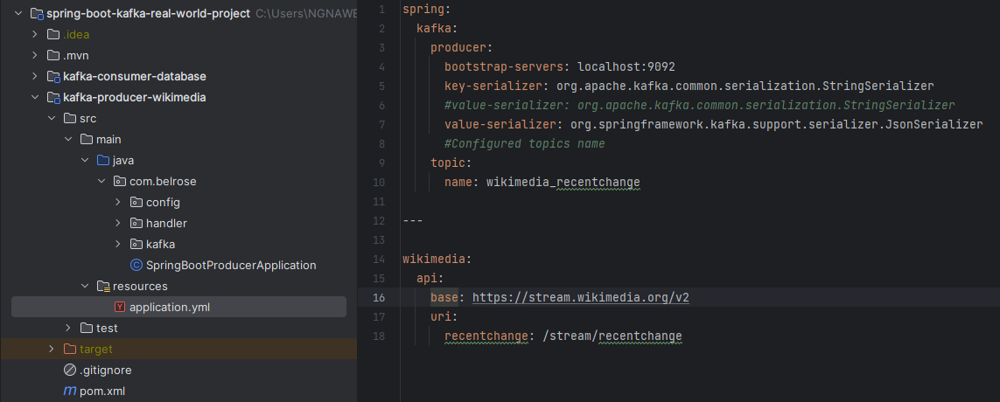 spring-boot-kafka-real-world-project C:\Users\NGNAWE
.idea
.mvn
kafka-consumer-database
kafka-producer-wikimedia
src
main
java
com.belrose
config
handler
kafka
SpringBootProducerApplication
resources
application.yml
test
target
.gitignore
pom.xml
1 spring:
2 kafka:
3 producer:
4 bootstrap-servers: localhost:9092
5 key-serializer: org.apache.kafka.common.serialization.StringSerializer
6 #value-serializer: org.apache.kafka.common.serialization.StringSerializer
7 value-serializer: org.springframework.kafka.support.serializer.JsonSerializer
8 #Configured topics name
9 topic:
10 name: wikimedia_recentchange
11
12 ---
13
14 wikimedia:
15 api:
16 base: https://stream.wikimedia.org/v2
17 uri:
18 recentchange: /stream/recentchange